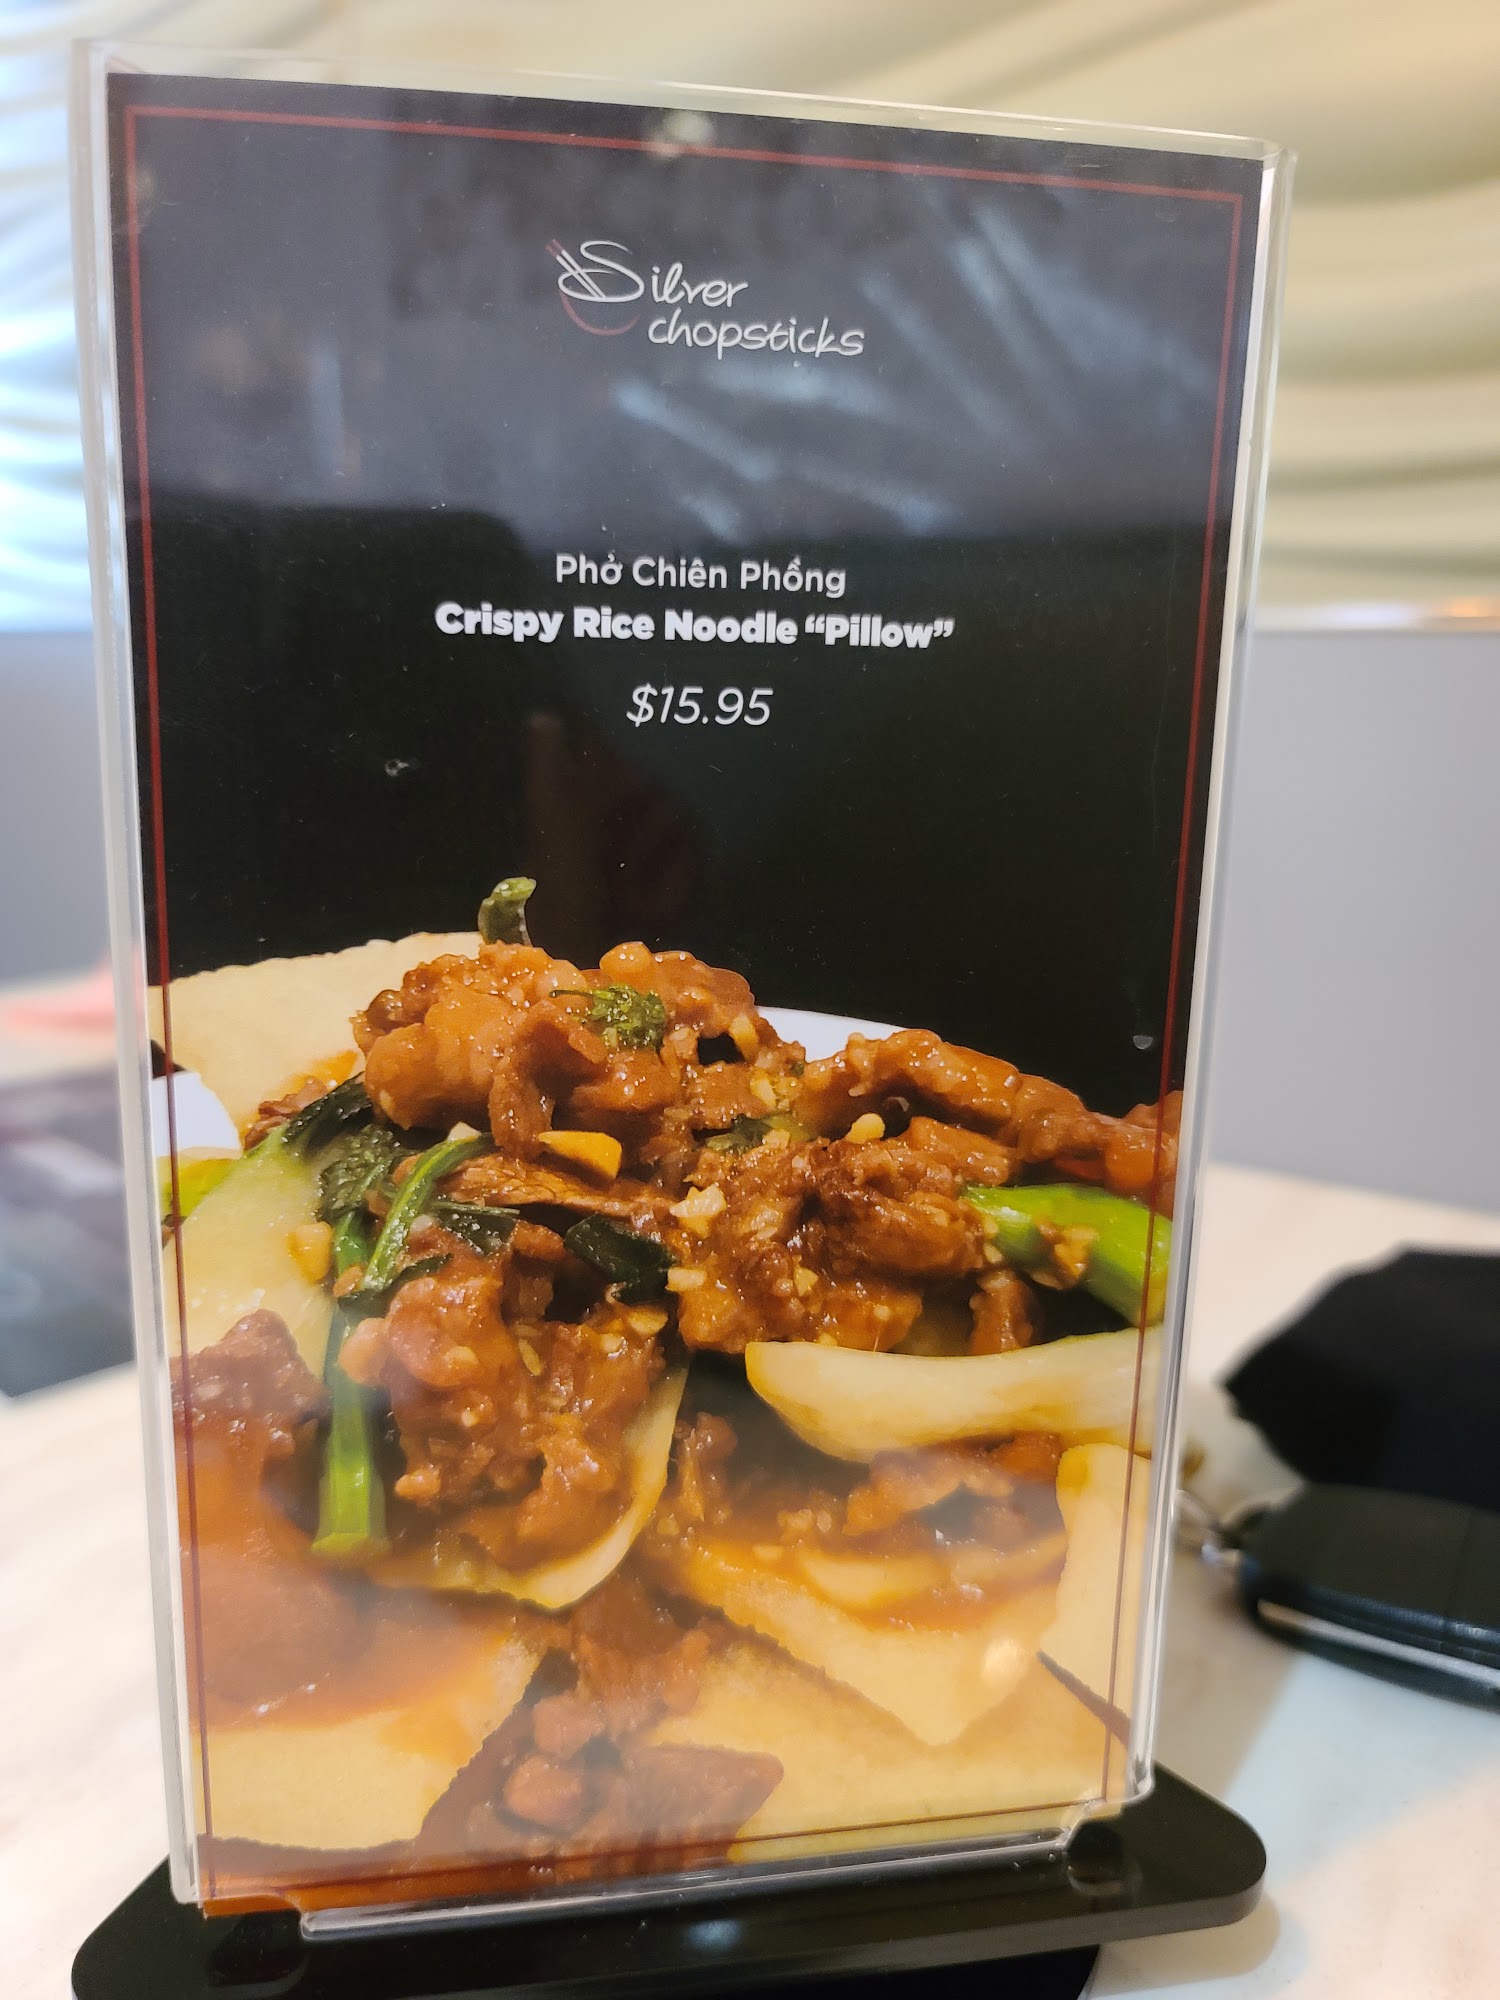 Silver
chopsticks
Phở Chiên Phồng
Crispy Rice Noodle “Pillow”
$15.95